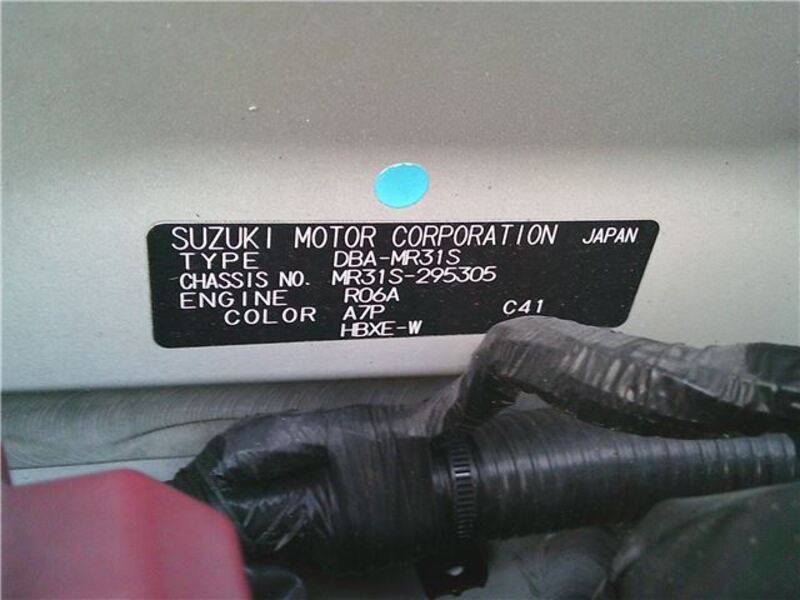 SUZUKI MOTOR CORPORATION JAPAN
TYPE DBA-MR31S
CHASSIS NO. MR31S-295305
ENGINE R06A
COLOR A7P C41
HBXE-W